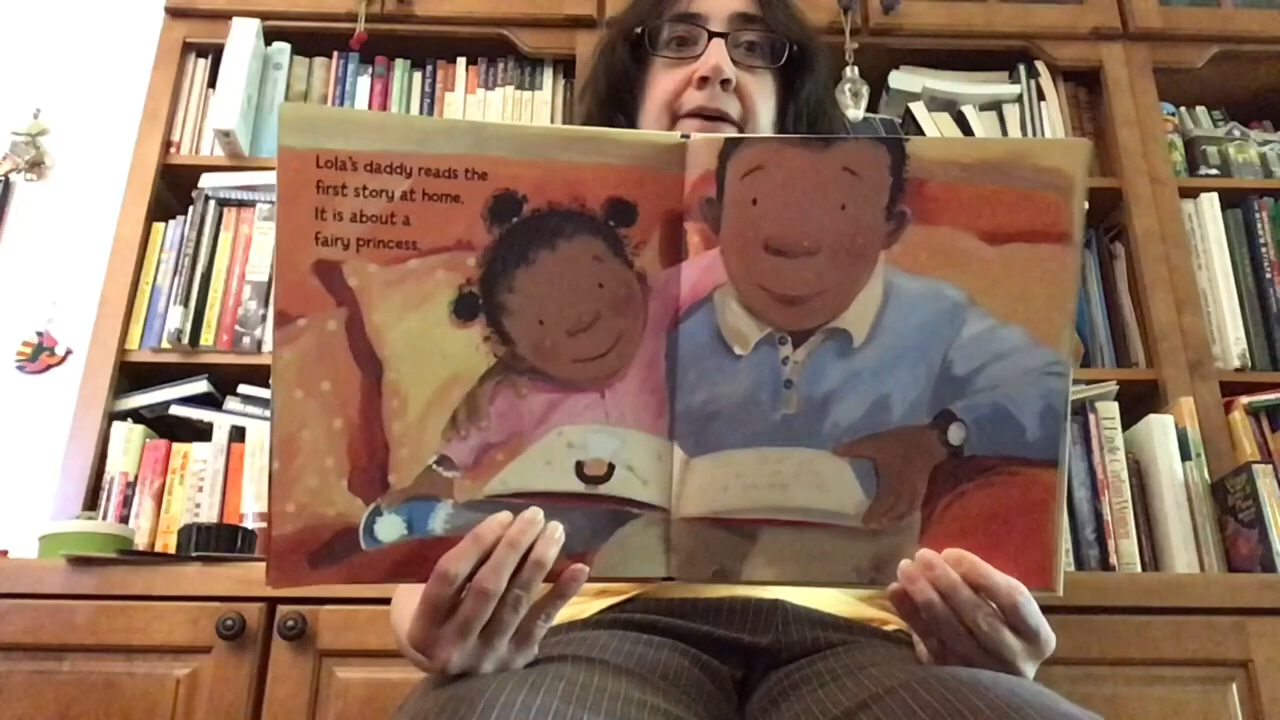 Lola's daddy reads the
first story at home.
It is about a
fairy princess.